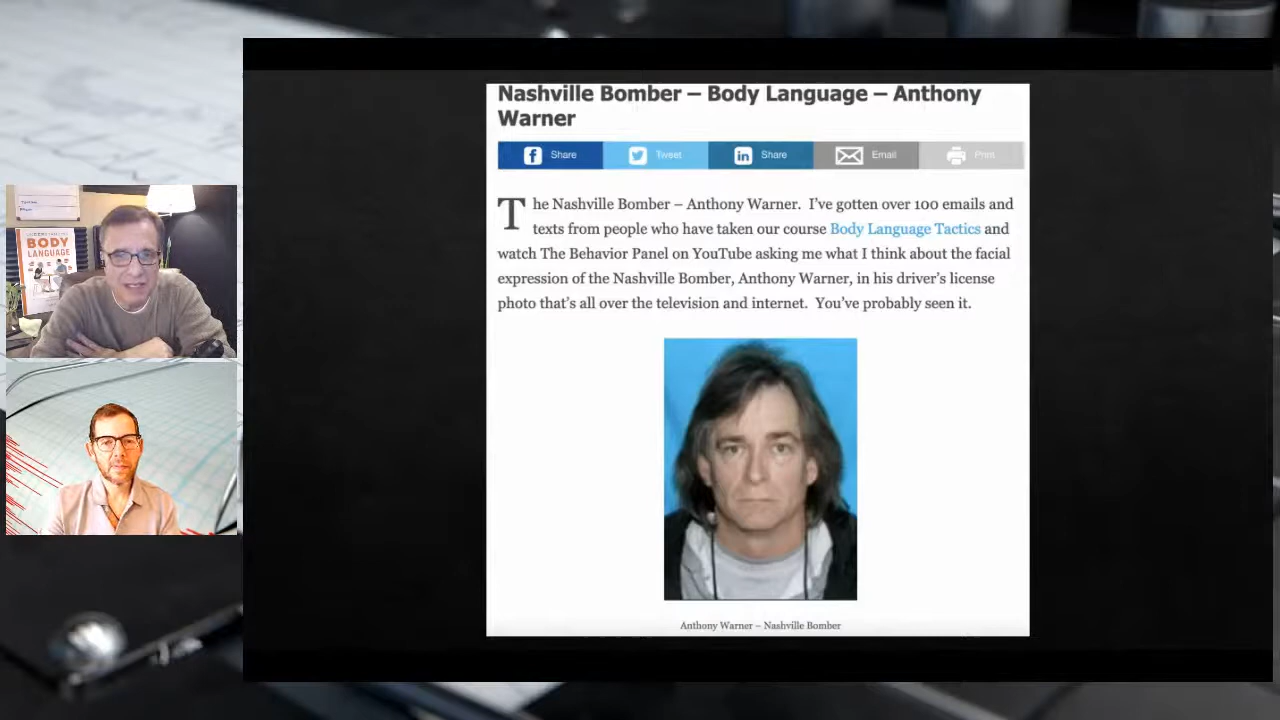 Nashville Bomber – Body Language – Anthony
Warner
Share
Tweet
Share
Email
Print
The Nashville Bomber – Anthony Warner.  I've gotten over 100 emails and
texts from people who have taken our course Body Language Tactics and
watch The Behavior Panel on YouTube asking me what I think about the facial
expression of the Nashville Bomber, Anthony Warner, in his driver's license
photo that's all over the television and internet.  You've probably seen it.
BODY
LANGUAGE
Anthony Warner – Nashville Bomber